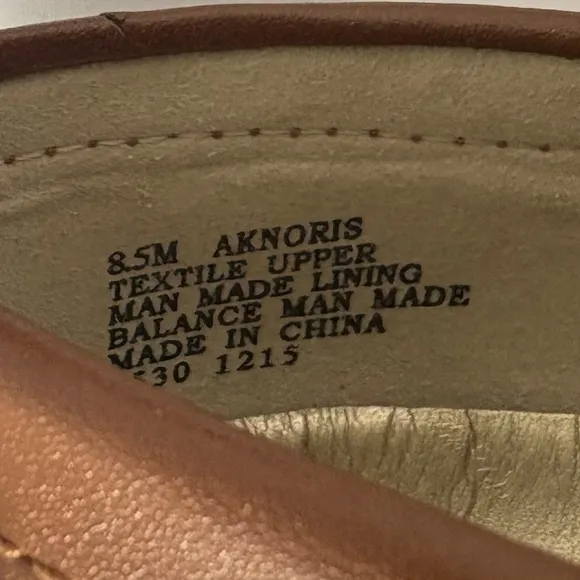 8.5M AKNORIS
TEXTILE UPPER
MAN MADE LINING
BALANCE MAN MADE
MADE IN CHINA
1215